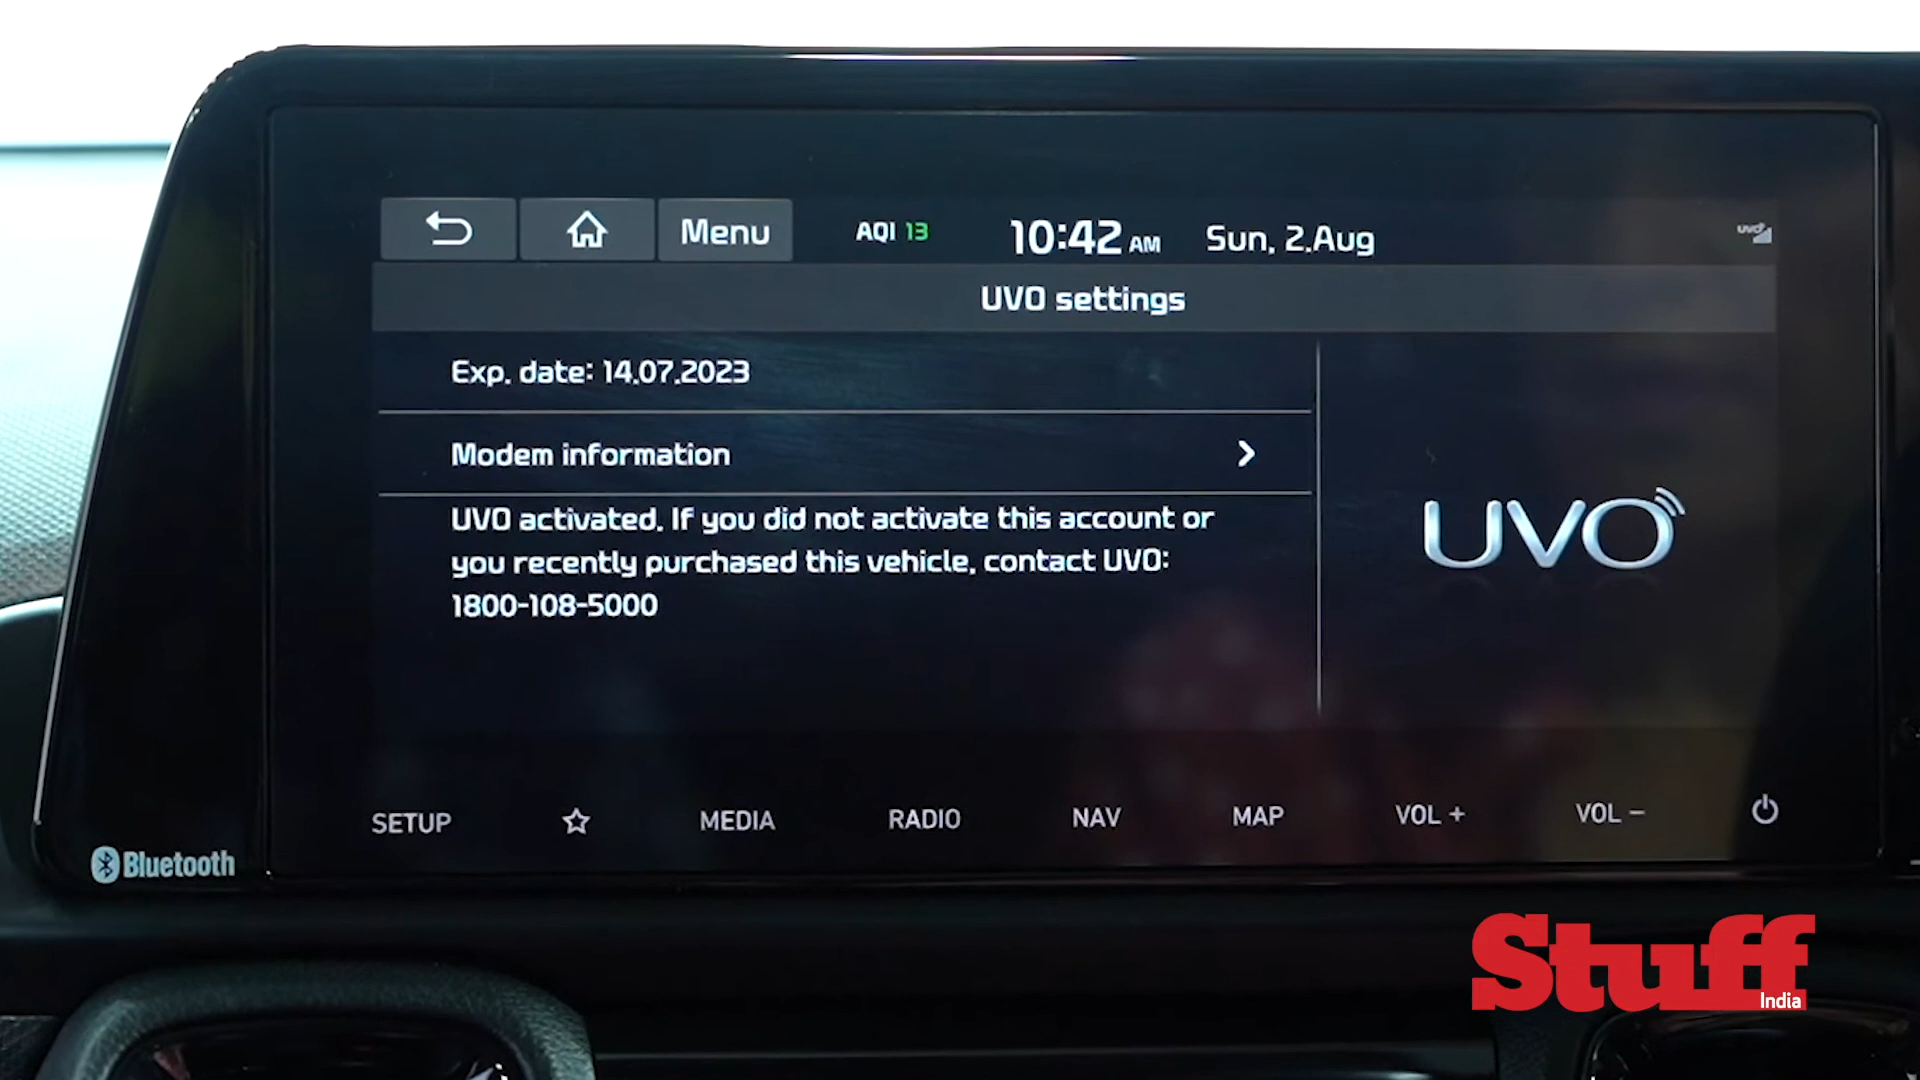 Menu
AQI 13
10:42 AM
Sun, 2.Aug
UVO
UVO settings
Exp. date: 14.07.2023
Modem information
UVO activated. If you did not activate this account or
you recently purchased this vehicle, contact UVO:
1800-108-5000
UVO
SETUP
MEDIA
RADIO
NAV
MAP
VOL +
VOL -
Bluetooth
Stuff
India